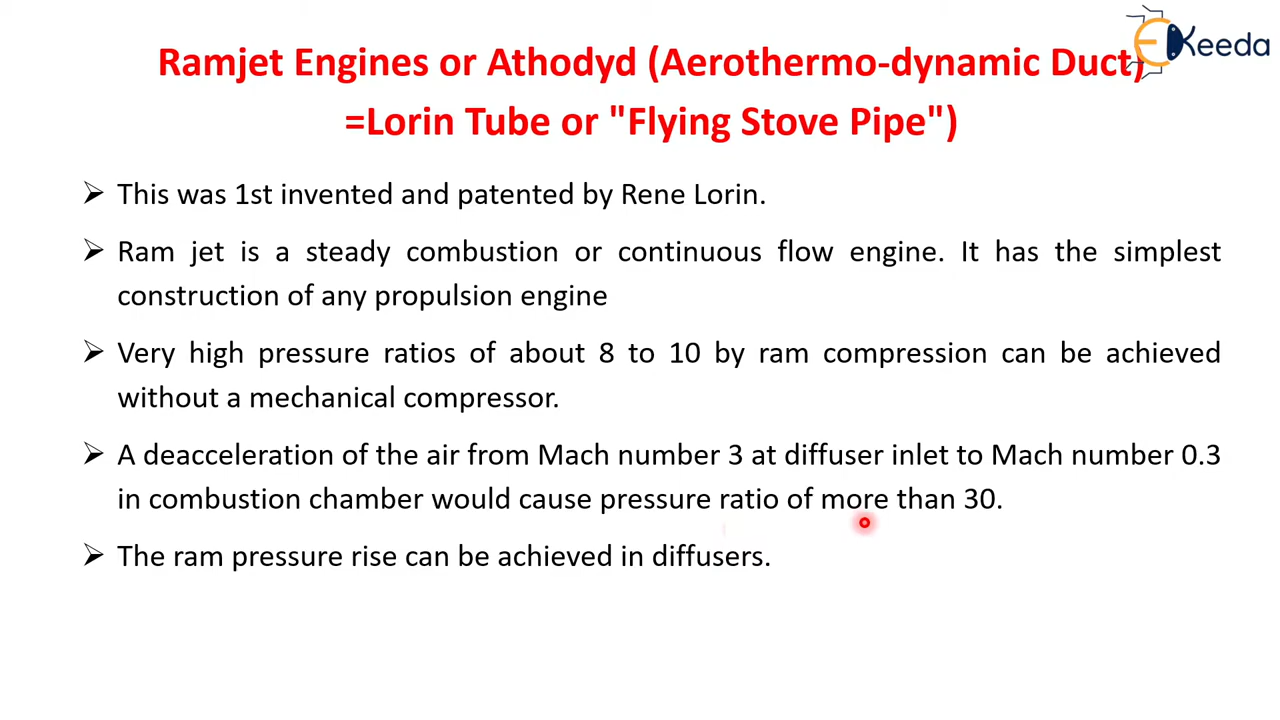 Ekeeda
Ramjet Engines or Athodyd (Aerothermo-dynamic Duct)
=Lorin Tube or "Flying Stove Pipe")
➢ This was 1st invented and patented by Rene Lorin.
➢ Ram jet is a steady combustion or continuous flow engine. It has the simplest
construction of any propulsion engine
➢ Very high pressure ratios of about 8 to 10 by ram compression can be achieved
without a mechanical compressor.
➢ A deacceleration of the air from Mach number 3 at diffuser inlet to Mach number 0.3
in combustion chamber would cause pressure ratio of more than 30.
➢ The ram pressure rise can be achieved in diffusers.